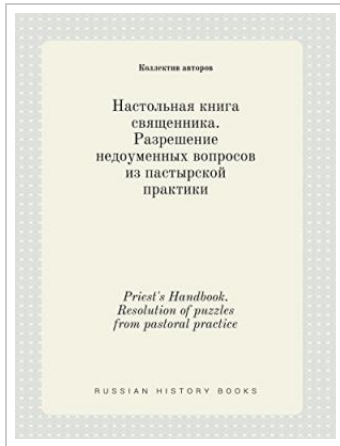 Коллектив авторов
Настольная книга
священника.
Разрешение
недоуменных вопросов
из пастырской
практики
Priest's Handbook.
Resolution of puzzles
from pastoral practice
RUSSIAN HISTORY BOOKS